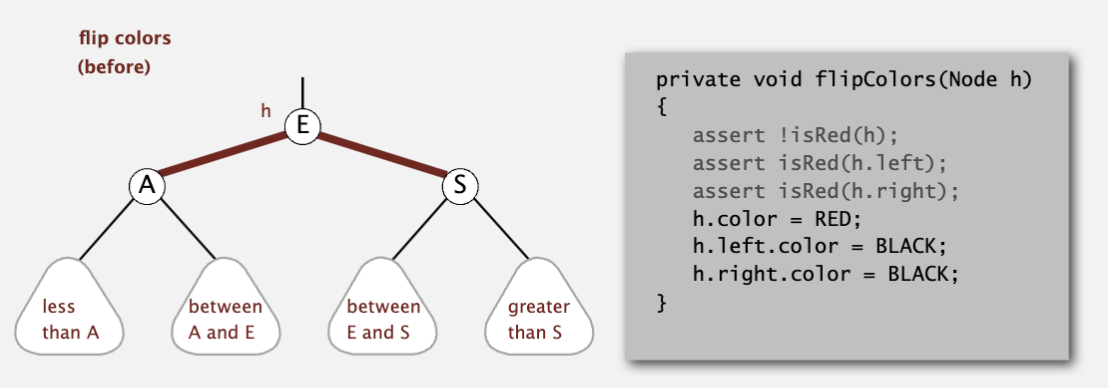 flip colors
(before)
h
E
A
S
less
than A
between
A and E
between
E and S
greater
than S
private void flipColors(Node h)
{
assert !isRed(h);
assert isRed(h.left);
assert isRed(h.right);
h.color = RED;
h.left.color = BLACK;
h.right.color = BLACK;
}